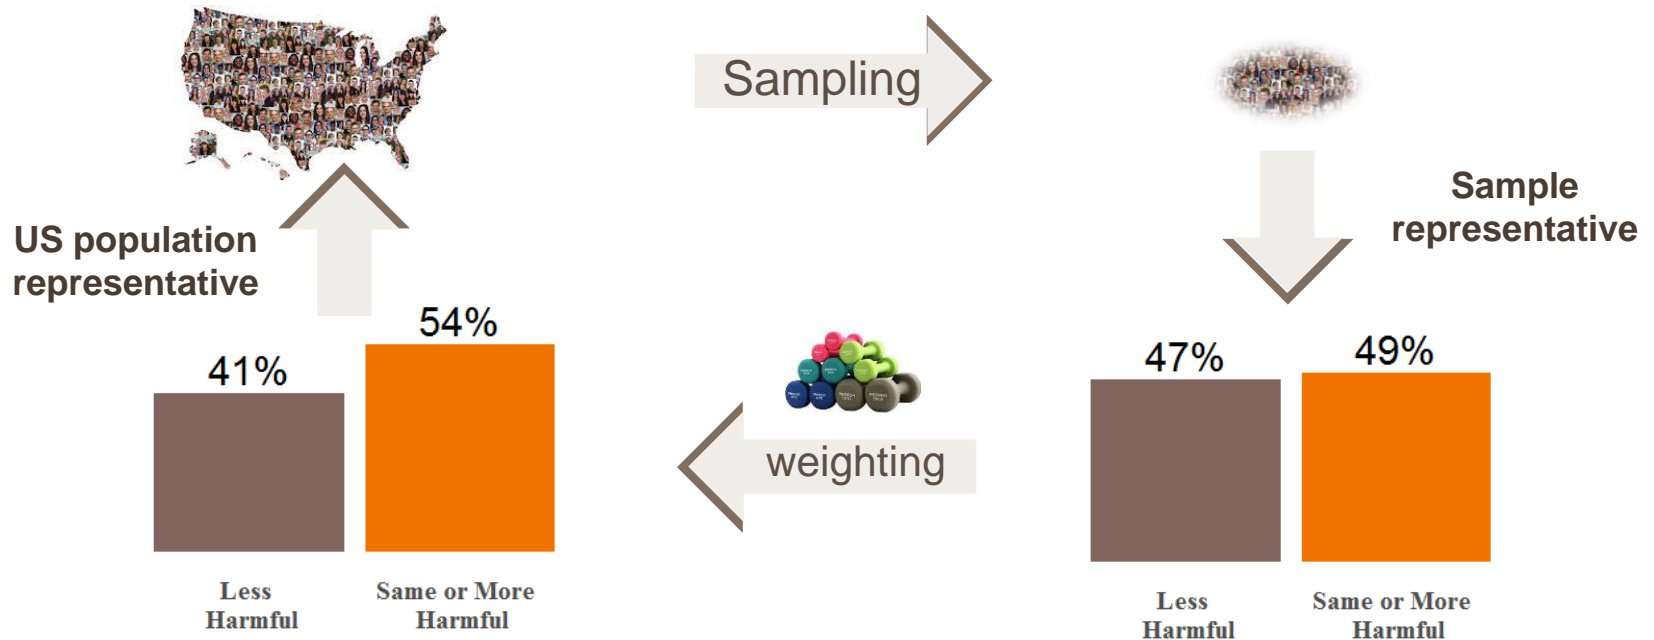 Sampling
Sample
representative
US population
representative
54%
41%
47%
49%
weighting
Less
Harmful
Same or More
Harmful
Less
Harmful
Same or More
Harmful